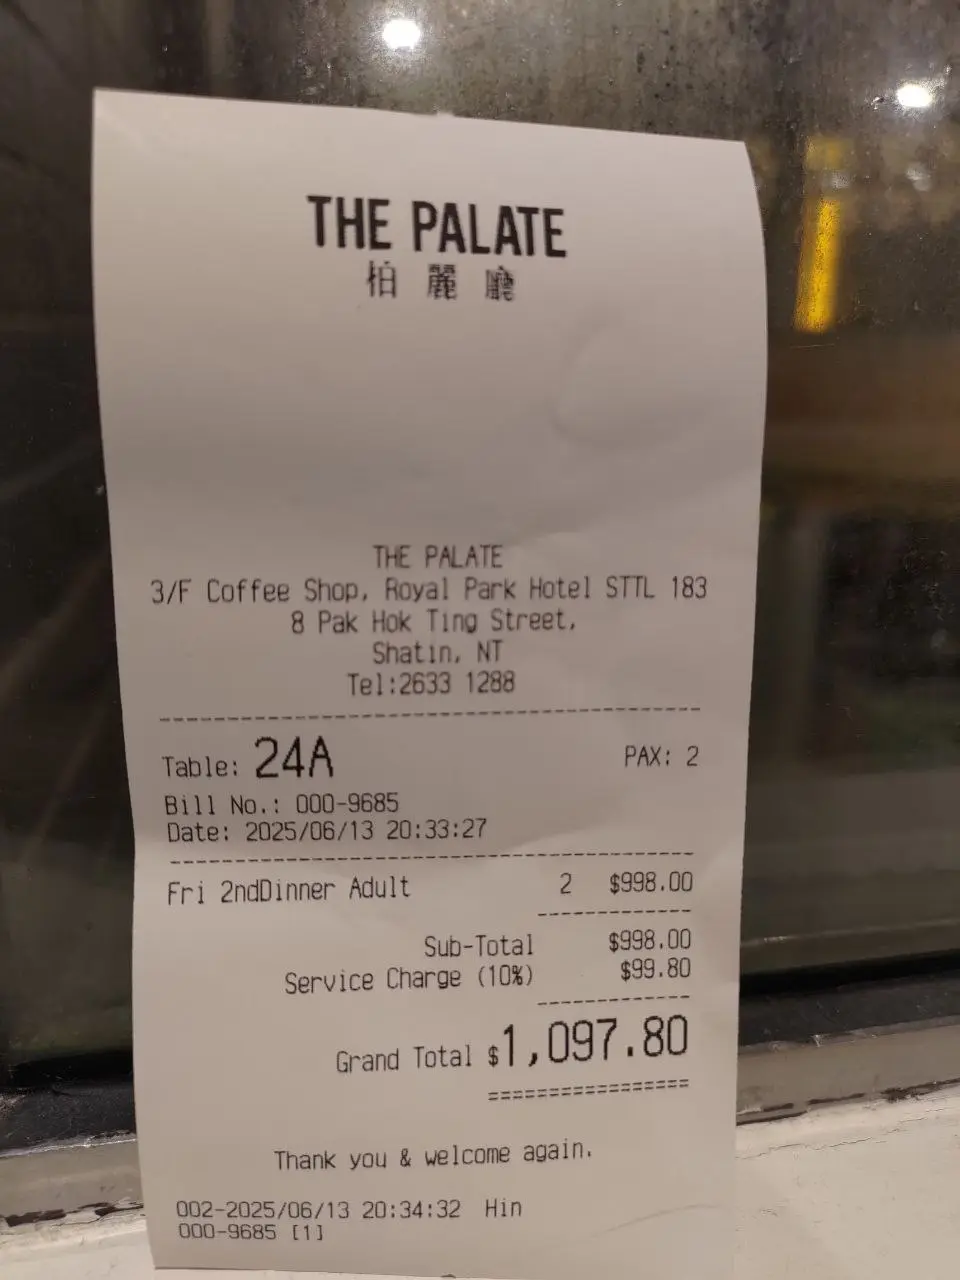 THE PALATE
柏麗廳
THE PALATE
3/F Coffee Shop, Royal Park Hotel STTL 183
8 Pak Hok Ting Street,
Shatin, NT
Tel:2633 1288
Table: 24A PAX: 2
Bill No.: 000-9685
Date: 2025/06/13 20:33:27
Fri 2ndDinner Adult 2 $998.00
Sub-Total $998.00
Service Charge (10%) $99.80
Grand Total $1,097.80
Thank you & welcome again.
002-2025/06/13 20:34:32 Hin
000-9685 [1]